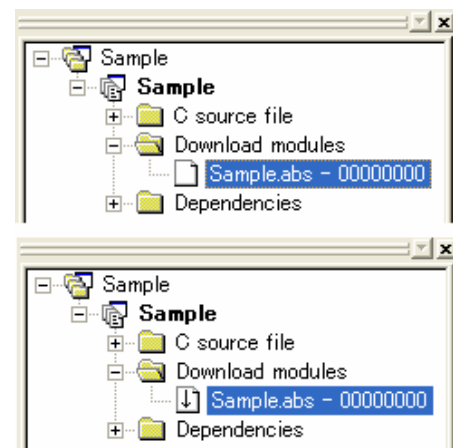 Sample
Sample
C source file
Download modules
Sample.abs - 00000000
Dependencies
Sample
Sample
C source file
Download modules
Sample.abs - 00000000
Dependencies